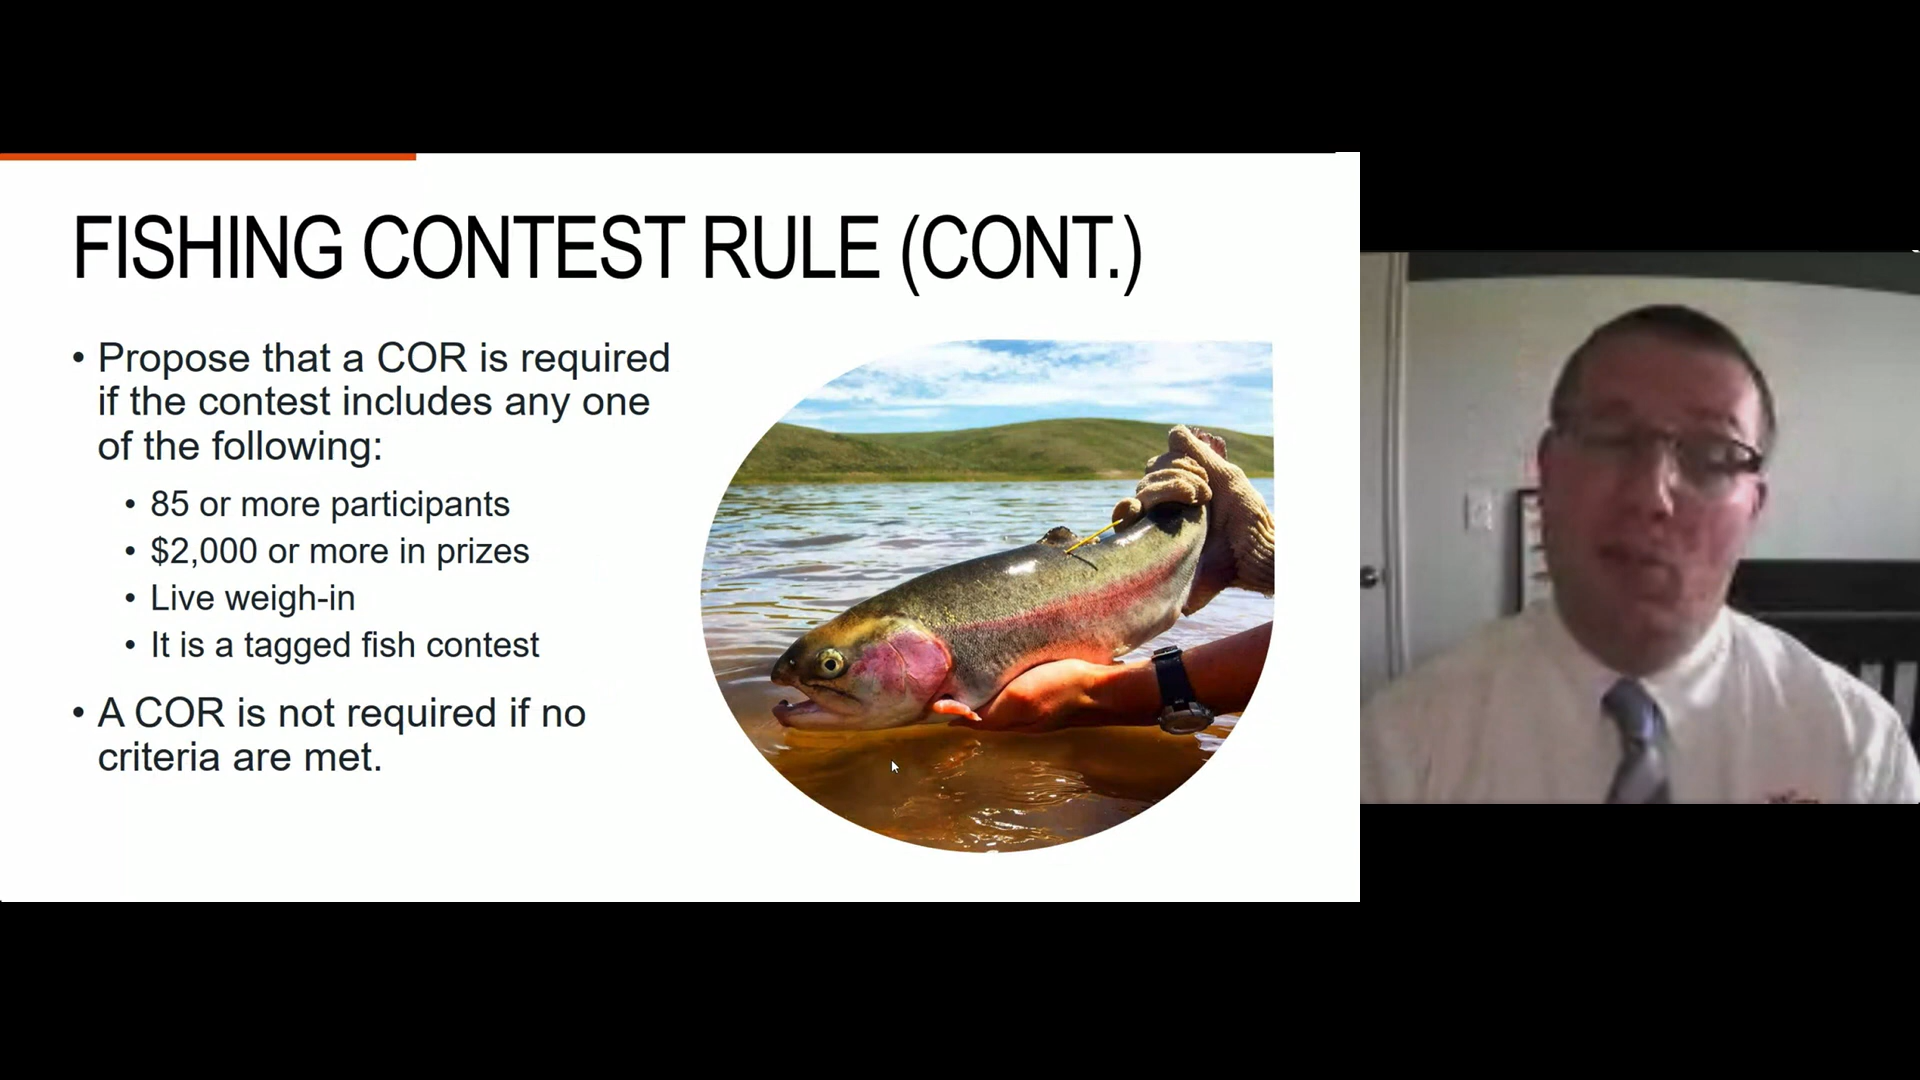 FISHING CONTEST RULE (CONT.)
• Propose that a COR is required
if the contest includes any one
of the following:
• 85 or more participants
• $2,000 or more in prizes
• Live weigh-in
• It is a tagged fish contest
• A COR is not required if no
criteria are met.